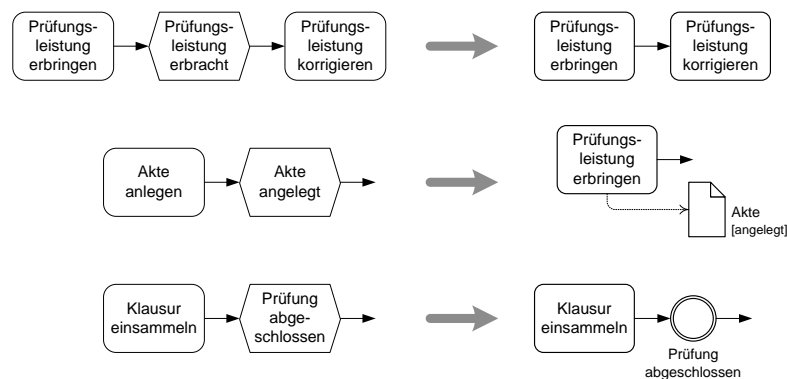 Prüfungs-
leistung
erbringen
Prüfungs-
leistung
erbracht
Prüfungs-
leistung
korrigieren
Prüfungs-
leistung
erbringen
Prüfungs-
leistung
korrigieren
Akte
anlegen
Akte
angelegt
Prüfungs-
leistung
erbringen
Akte
[angelegt]
Klausur
einsammeln
Prüfung
abge-
schlossen
Klausur
einsammeln
Prüfung
abgeschlossen